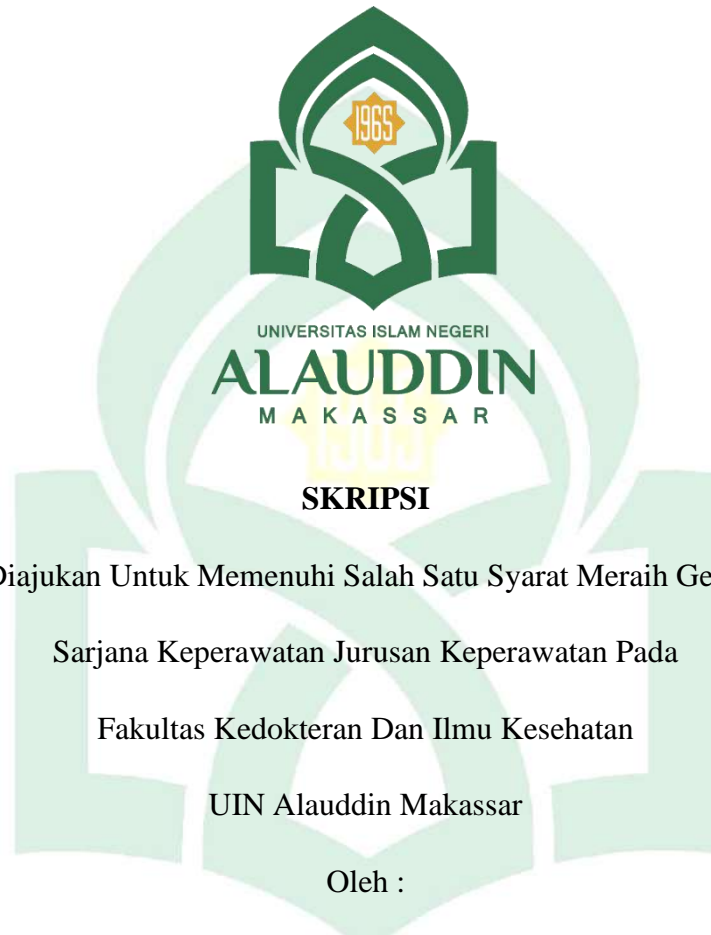 1965
UNIVERSITAS ISLAM NEGERI
ALAUDDIN
MAKASSAR
SKRIPSI
Diajukan Untuk Memenuhi Salah Satu Syarat Meraih
Sarjana Keperawatan Jurusan Keperawatan Pada
Fakultas Kedokteran Dan Ilmu Kesehatan
UIN Alauddin Makassar
Oleh :